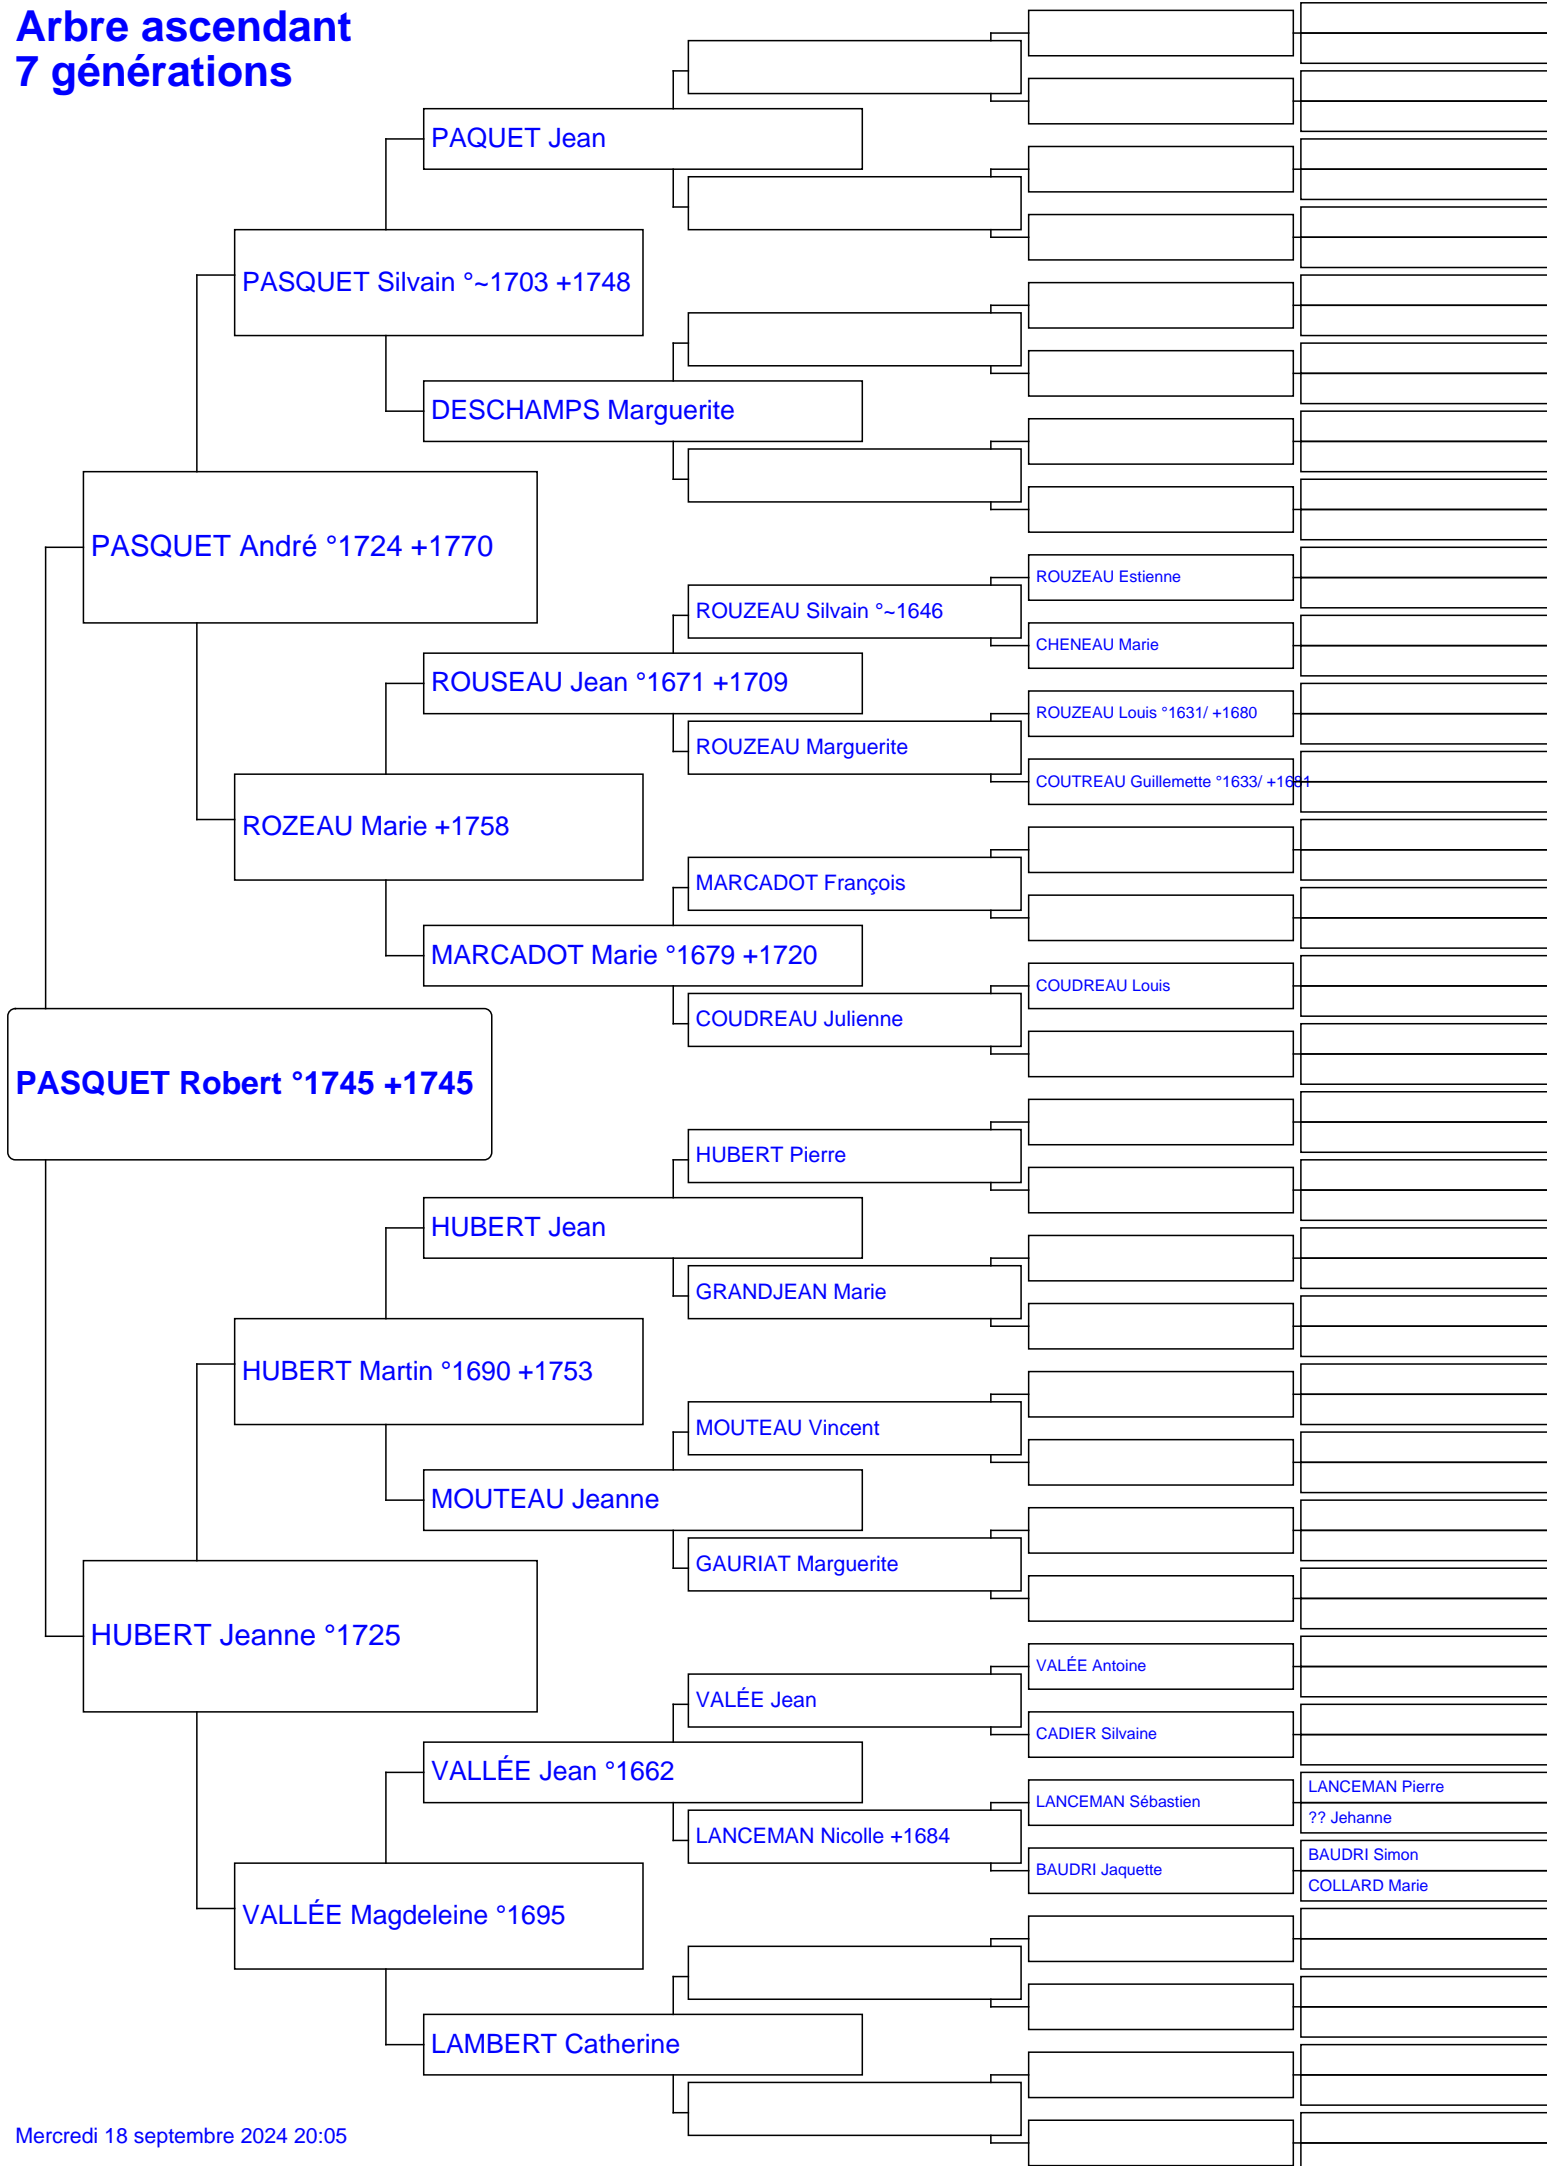 Arbre ascendant
7 générations
PAQUET Jean
PASQUET Silvain °~1703 +1748
DESCHAMPS Marguerite
PASQUET André °1724 +1770
ROUZEAU Estienne
ROUZEAU Silvain °~1646
CHENEAU Marie
ROUSEAU Jean °1671 +1709
ROUZEAU Louis °1631/ +1680
ROUZEAU Marguerite
COUTREAU Guillemette °1633/ +1681
ROZEAU Marie +1758
MARCADOT François
MARCADOT Marie °1679 +1720
COUDREAU Louis
COUDREAU Julienne
PASQUET Robert °1745 +1745
HUBERT Pierre
HUBERT Jean
GRANDJEAN Marie
HUBERT Martin °1690 +1753
MOUTEAU Vincent
MOUTEAU Jeanne
GAURIAT Marguerite
HUBERT Jeanne °1725
VALÉE Antoine
VALÉE Jean
CADIER Silvaine
VALLÉE Jean °1662
LANCEMAN Pierre
LANCEMAN Sébastien
?? Jehanne
LANCEMAN Nicolle +1684
BAUDRI Simon
BAUDRI Jaquette
COLLARD Marie
VALLÉE Magdeleine °1695
LAMBERT Catherine
Mercredi 18 septembre 2024 20:05